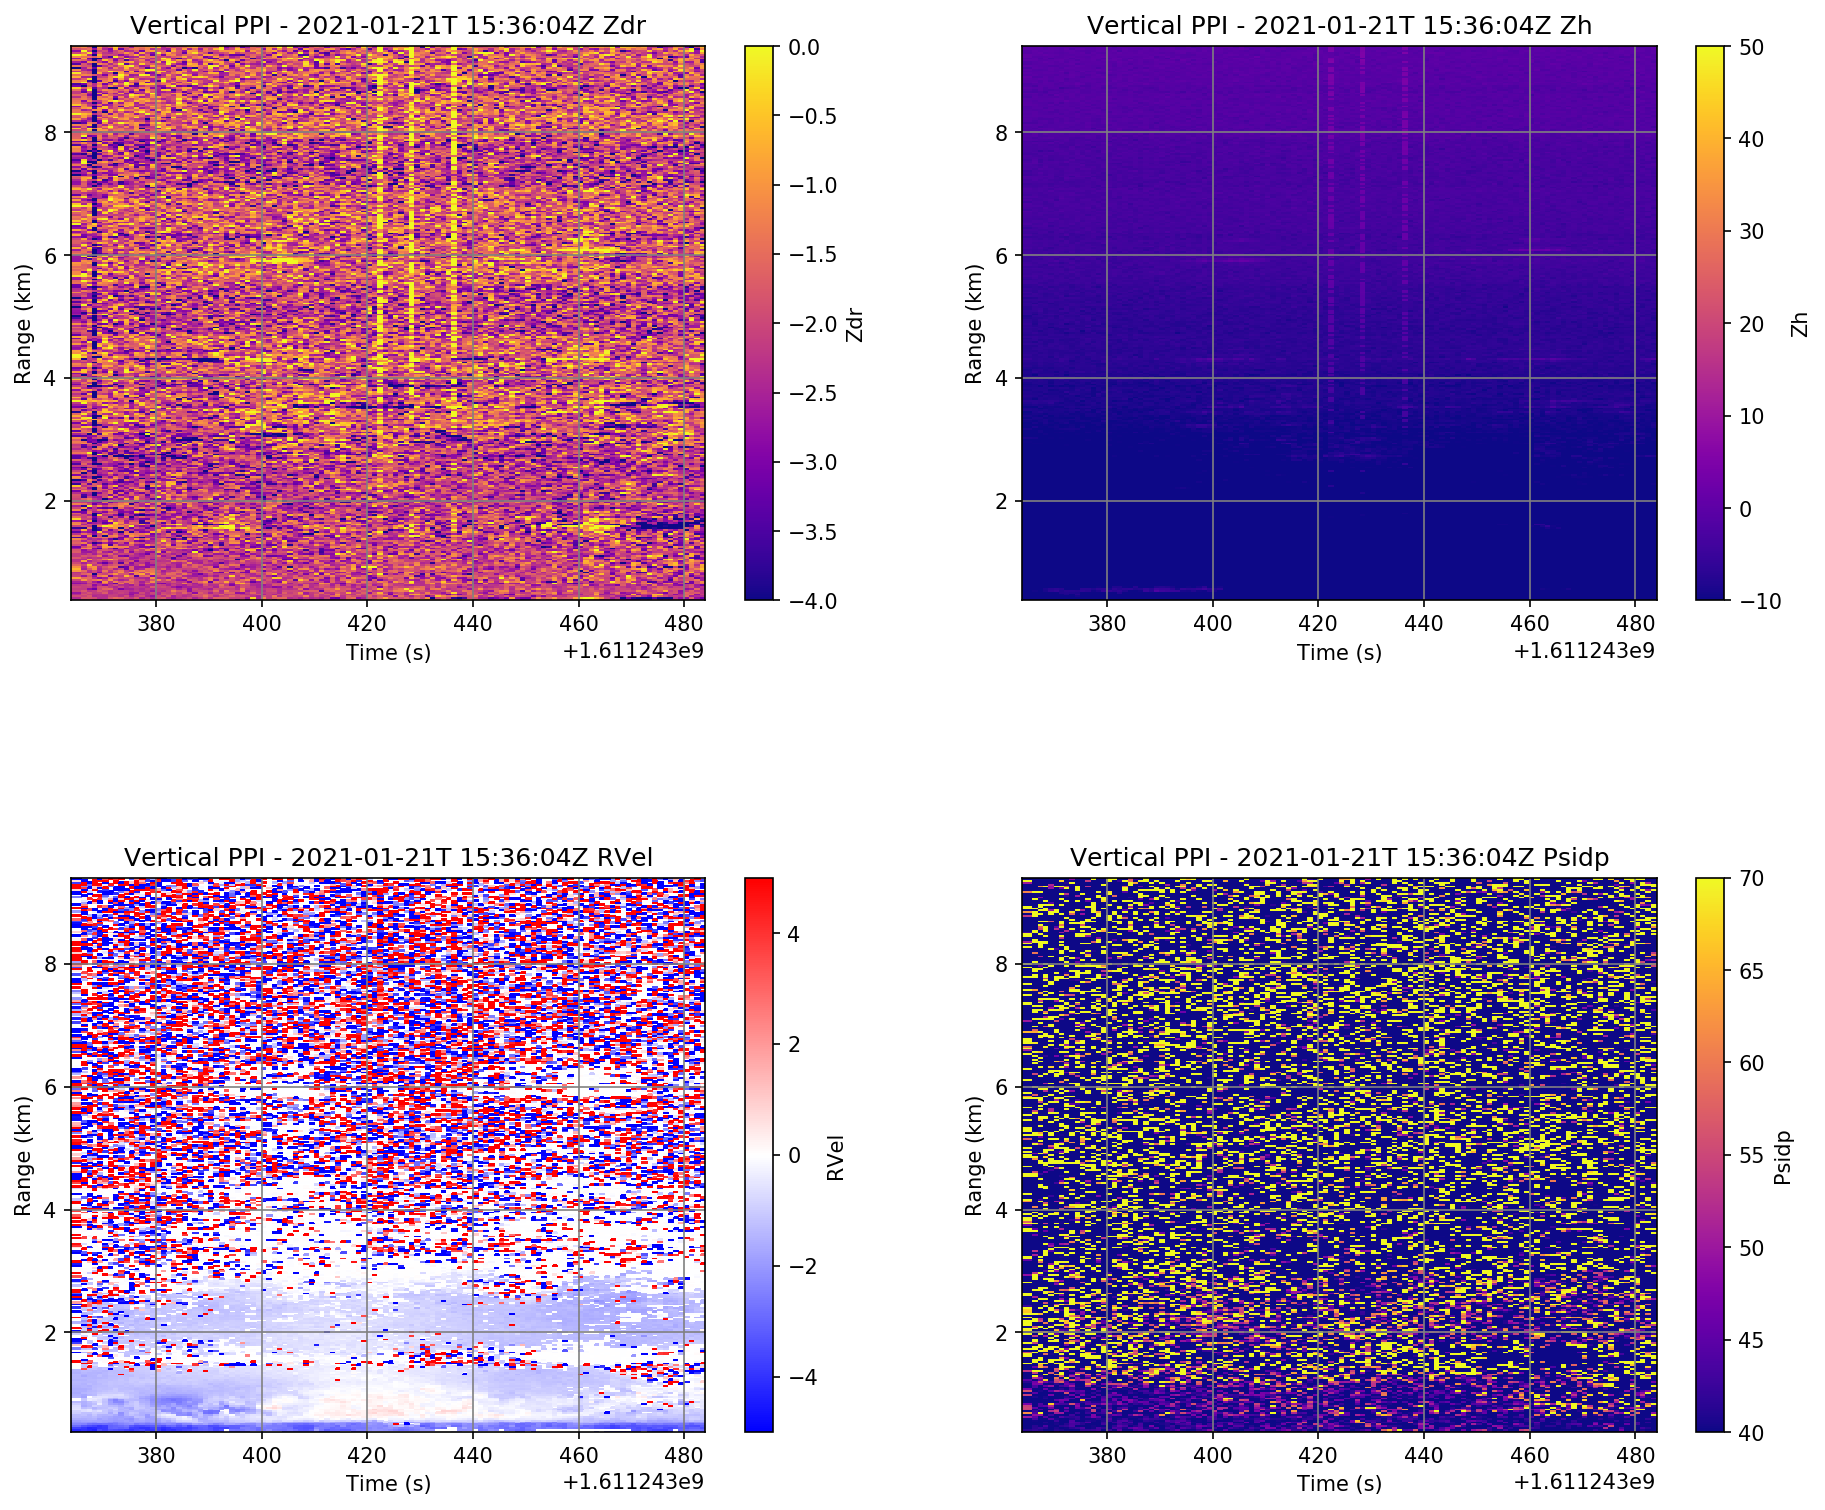 Vertical PPI - 2021-01-21T 15:36:04Z Zdr
0.0
−0.5
−1.0
−1.5
−2.0
−2.5
−3.0
−3.5
−4.0
Zdr
8
6
4
2
Range (km)
380 400 420 440 460 480
Time (s)
+1.611243e9
Vertical PPI - 2021-01-21T 15:36:04Z Zh
50
40
30
20
10
0
−10
Zh
8
6
4
2
Range (km)
380 400 420 440 460 480
Time (s)
+1.611243e9
Vertical PPI - 2021-01-21T 15:36:04Z RVel
4
2
0
−2
−4
RVel
8
6
4
2
Range (km)
380 400 420 440 460 480
Time (s)
+1.611243e9
Vertical PPI - 2021-01-21T 15:36:04Z Psidp
70
65
60
55
50
45
40
Psidp
8
6
4
2
Range (km)
380 400 420 440 460 480
Time (s)
+1.611243e9